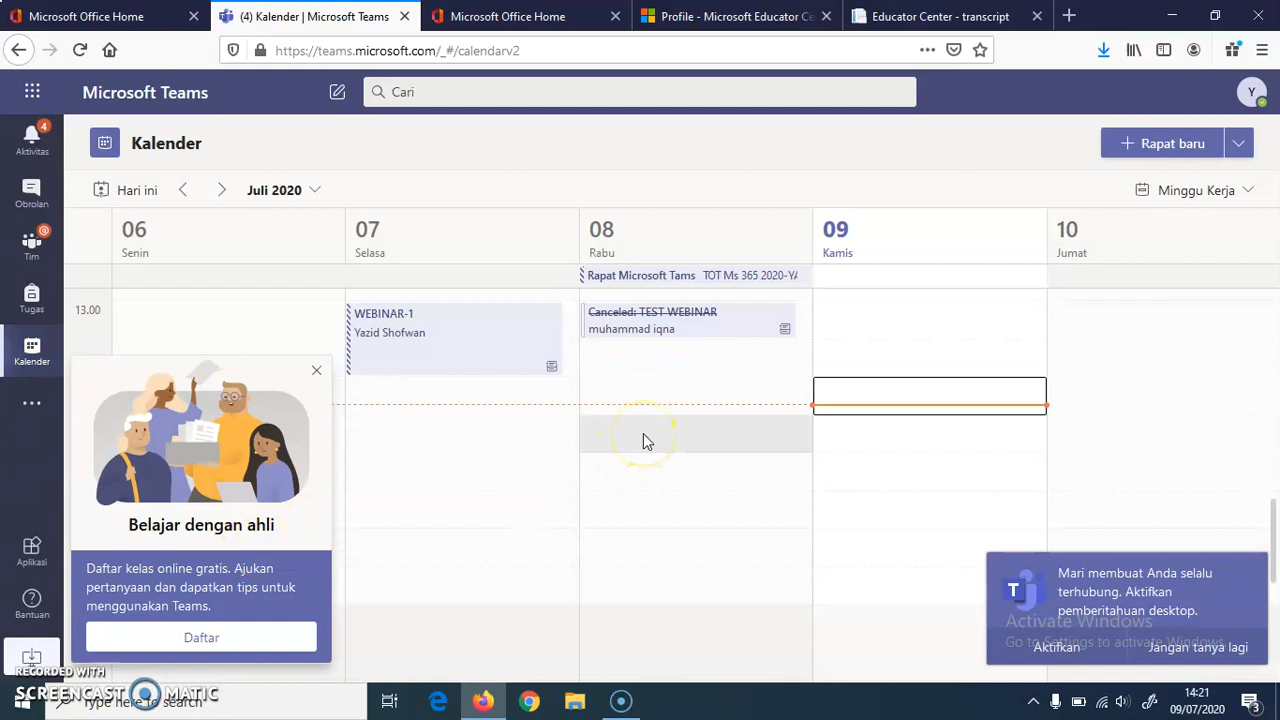 Microsoft Office Home
(4) Kalender | Microsoft Teams
Microsoft Office Home
Profile - Microsoft Educator Ce
Educator Center - transcript
https://teams.microsoft.com/_#/calendarv2
Microsoft Teams
Cari
Y
4
Aktivitas
Obrolan
Tim
Tugas
Kalender
Aplikasi
Bantuan
Kalender
Rapat baru
Hari ini
Juli 2020
Minggu Kerja
06
Senin
07
Selasa
08
Rabu
09
Kamis
10
Jumat
Rapat Microsoft Tams TOT Ms 365 2020-YA
13.00
WEBINAR-1
Yazid Shofwan
Canceled: TEST WEBINAR
muhammad iqna
Belajar dengan ahli
Daftar kelas online gratis. Ajukan
pertanyaan dan dapatkan tips untuk
menggunakan Teams.
Daftar
T
Mari membuat Anda selalu
terhubung. Aktifkan
pemberitahuan desktop.
Aktifkan
Jangan tanya lagi
Activate Windows
Go to Settings to activate Windows.
RECORDED WITH
SCREENCAST MATIC
Type here to search
14:21
09/07/2020
3